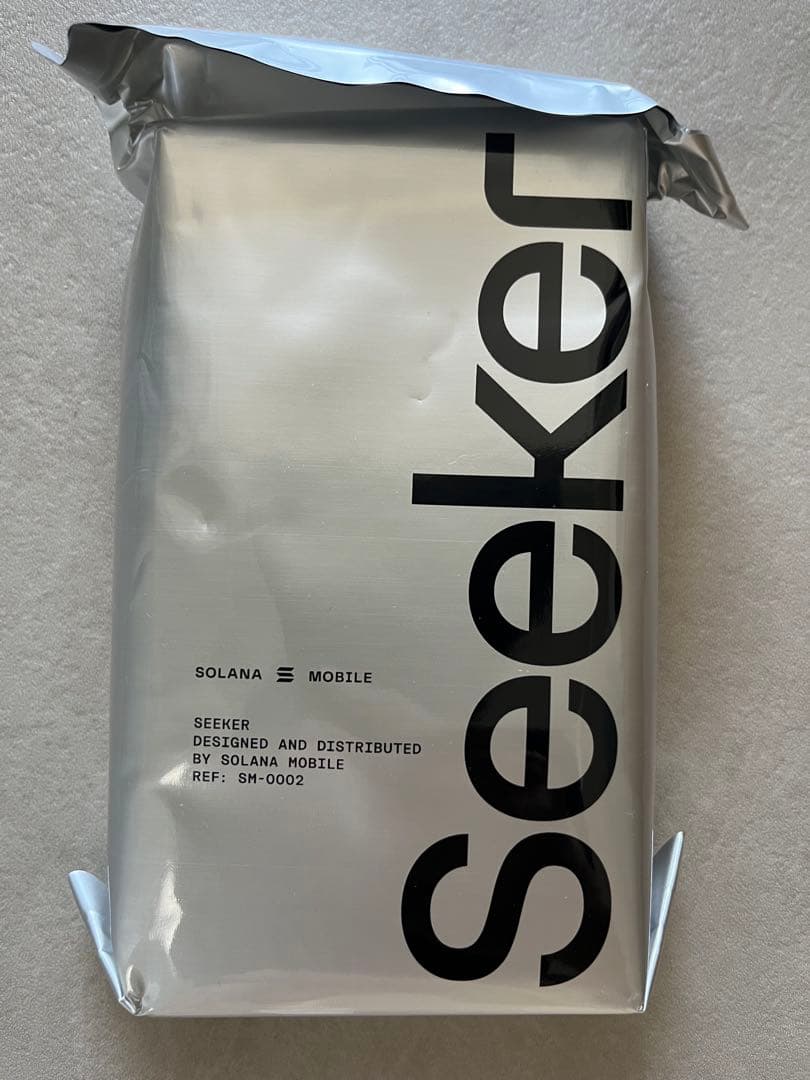 Seeker
SOLANA MOBILE
SEEKER
DESIGNED AND DISTRIBUTED
BY SOLANA MOBILE
REF: SM-0002